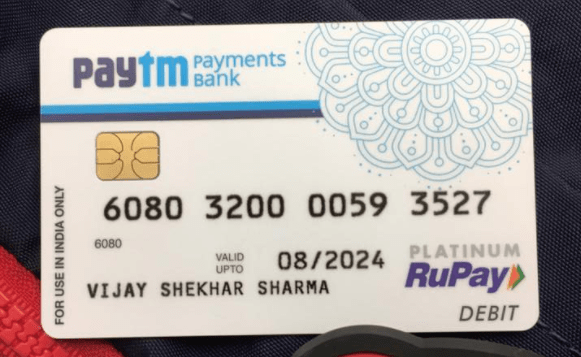 paytm Payments Bank
6080 3200 0059 3527
6080
VALID UPTO 08/2024
VIJAY SHEKHAR SHARMA
FOR USE IN INDIA ONLY
PLATINUM
RuPay
DEBIT